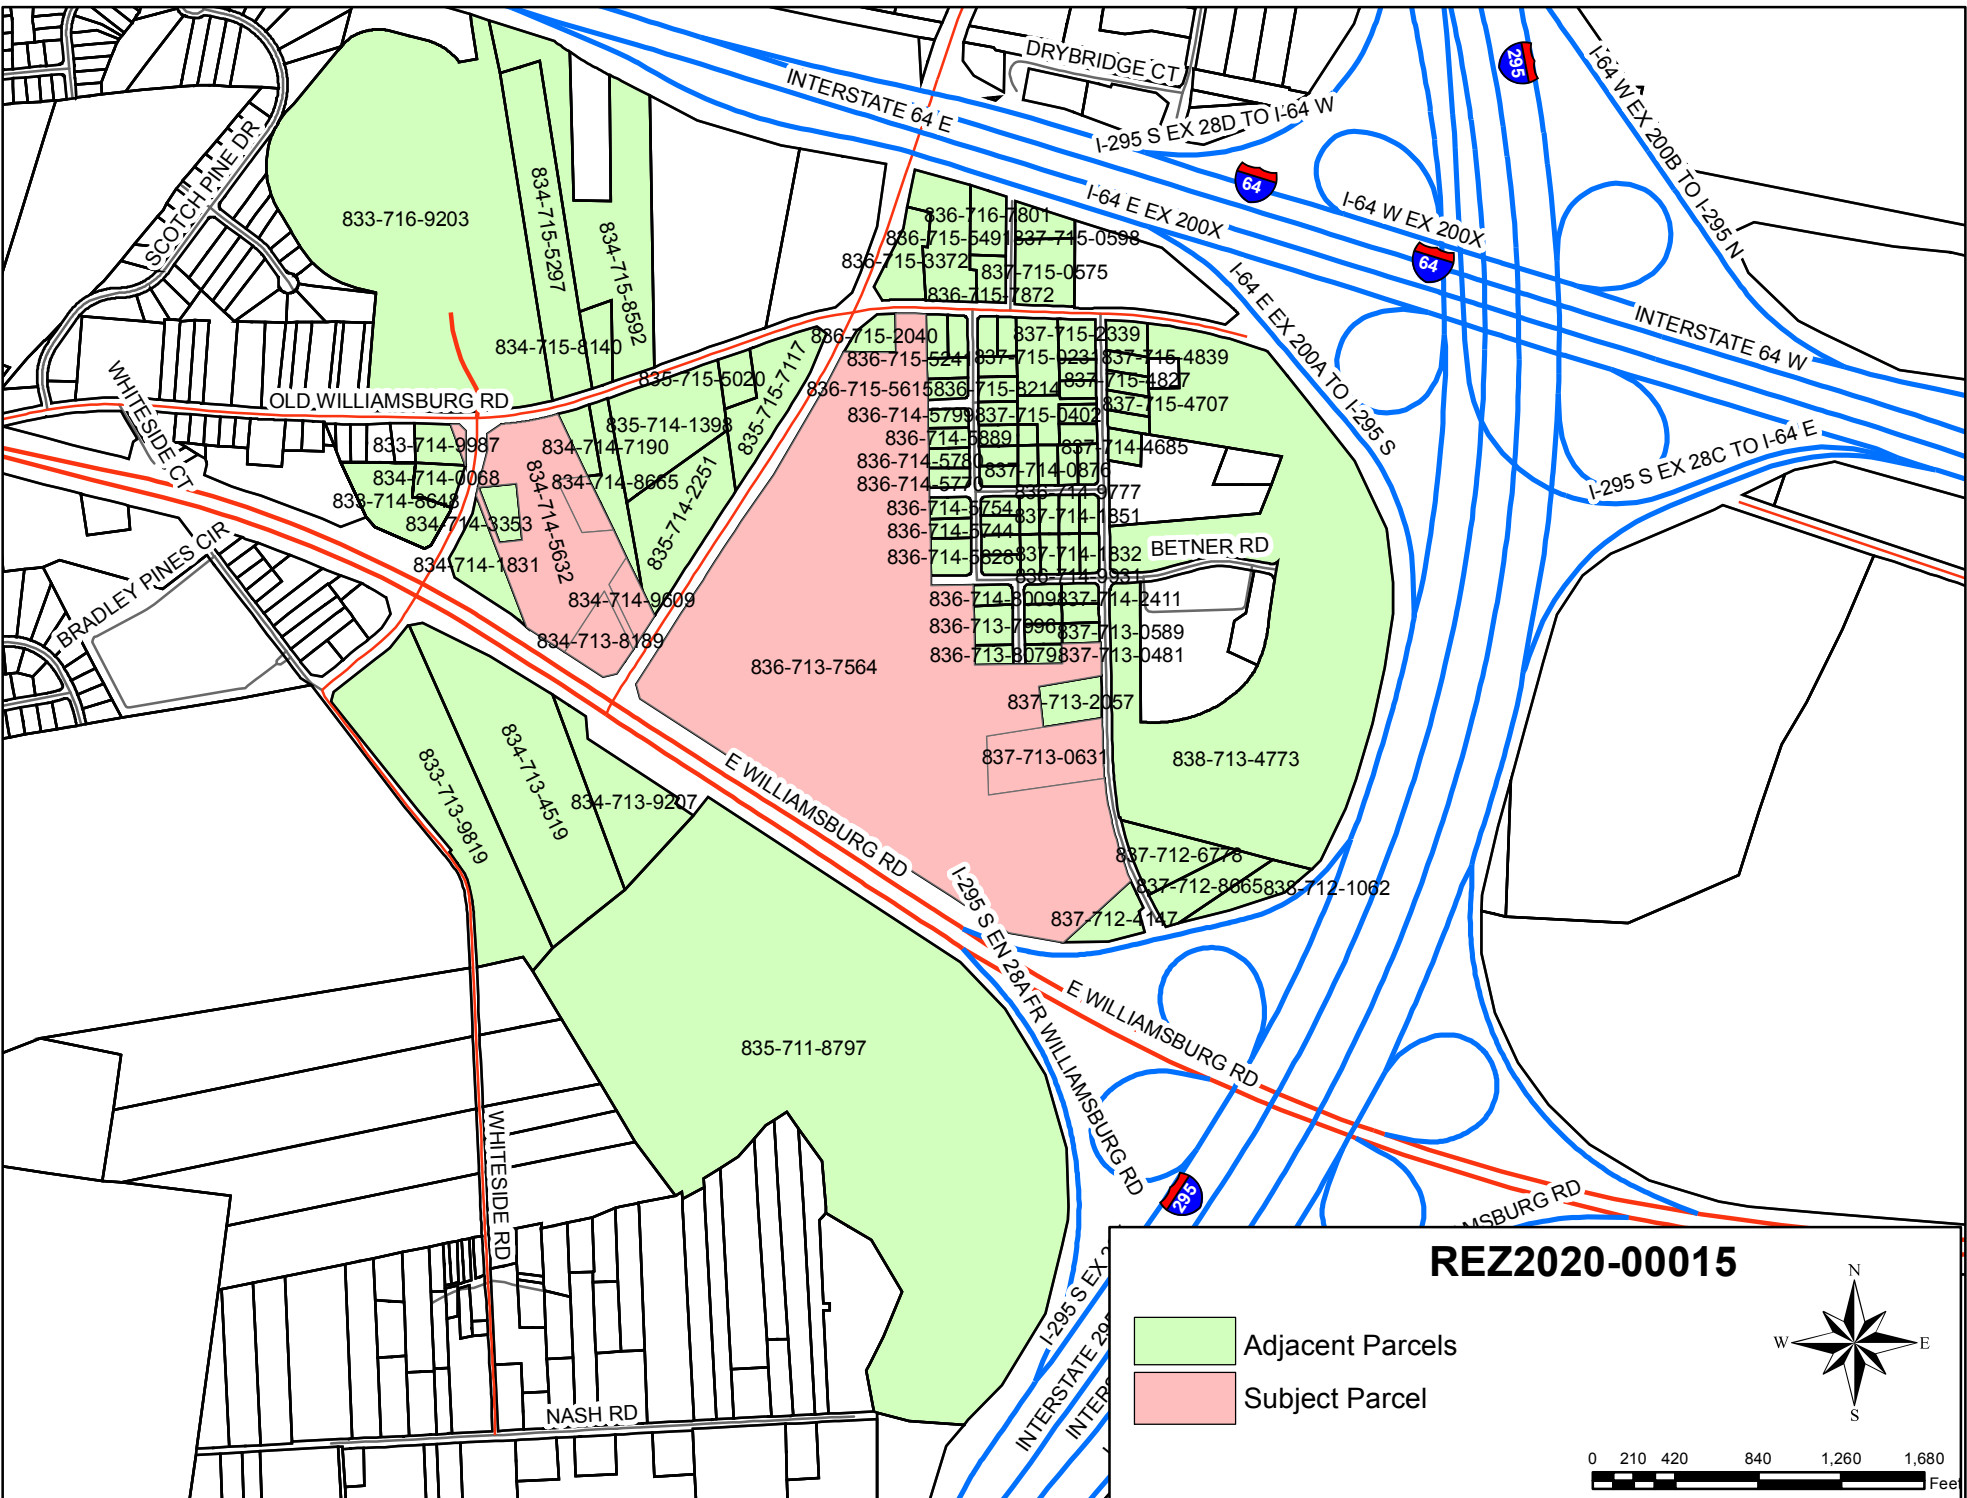 DRYBRIDGE CT
295
I-64 W EX 200B TO I-295 N
INTERSTATE 64 E
I-295 S EX 28D TO I-64 W
SCOTCH PINE DR
64
I-64 E EX 200X
I-64 W EX 200X
833-716-9203
834-715-5297
834-715-8592
836-716-7801
836-715-5491
837-715-0598
836-715-3372
837-715-0575
836-715-7872
64
I-64 E EX 200A TO I-295 S
INTERSTATE 64 W
834-715-8140
836-715-2040
837-715-2339
836-715-5241
837-715-0231
837-715-4839
835-715-5020
835-715-7117
836-715-5615
836-715-8214
837-715-4827
WHITESIDE CT
OLD WILLIAMSBURG RD
836-714-5799
837-715-0402
837-715-4707
835-714-1398
833-714-9987
834-714-7190
836-714-5889
837-714-4685
836-714-5780
837-714-0876
834-714-0068
834-714-8665
836-714-5770
836-714-9777
I-295 S EX 28C TO I-64 E
833-714-8648
834-714-3353
834-714-5632
835-714-2251
836-714-5754
837-714-1851
836-714-5744
BETNER RD
836-714-5828
837-714-1832
834-714-1831
836-714-9931
BRADLEY PINES CIR
834-714-9609
836-714-8009
837-714-2411
836-713-7996
837-713-0589
834-713-8189
836-713-8079
837-713-0481
836-713-7564
837-713-2057
837-713-0631
838-713-4773
833-713-9819
834-713-4519
834-713-9207
E WILLIAMSBURG RD
837-712-6778
837-712-8665
838-712-1062
837-712-4147
I-295 S EN 28A FR WILLIAMSBURG RD
E WILLIAMSBURG RD
835-711-8797
WHITESIDE RD
295
AMSBURG RD
I-295 S EX 2
INTERSTATE 295
INTERS
NASH RD
REZ2020-00015
N
W
E
S
Adjacent Parcels
Subject Parcel
0 210 420 840 1,260 1,680
Feet